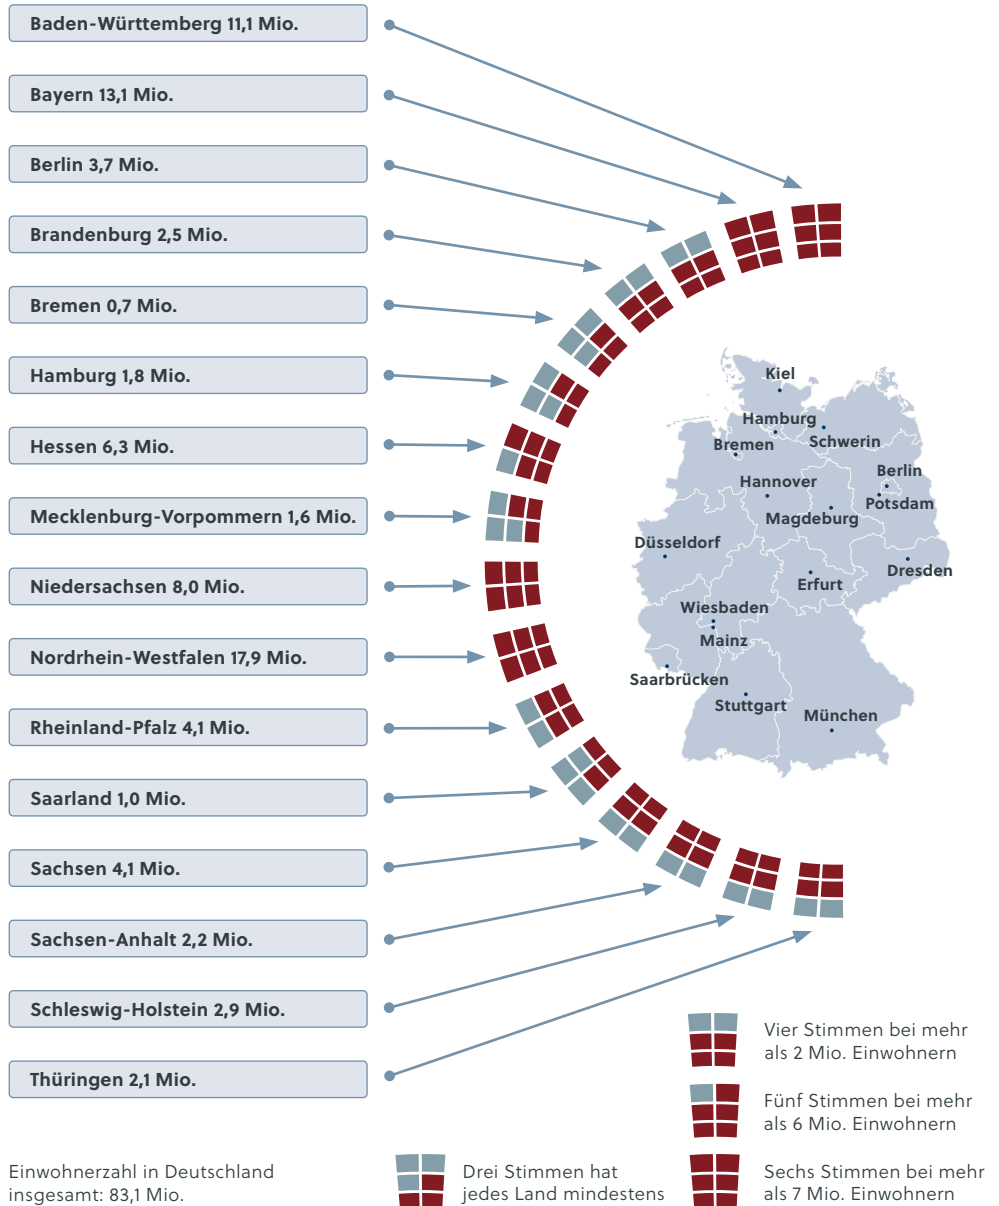 Baden-Württemberg 11,1 Mio.
Bayern 13,1 Mio.
Berlin 3,7 Mio.
Brandenburg 2,5 Mio.
Bremen 0,7 Mio.
Hamburg 1,8 Mio.
Hessen 6,3 Mio.
Mecklenburg-Vorpommern 1,6 Mio.
Niedersachsen 8,0 Mio.
Nordrhein-Westfalen 17,9 Mio.
Rheinland-Pfalz 4,1 Mio.
Saarland 1,0 Mio.
Sachsen 4,1 Mio.
Sachsen-Anhalt 2,2 Mio.
Schleswig-Holstein 2,9 Mio.
Thüringen 2,1 Mio.
Kiel
Hamburg
Schwerin
Bremen
Berlin
Hannover
Potsdam
Magdeburg
Düsseldorf
Dresden
Erfurt
Wiesbaden
Mainz
Saarbrücken
Stuttgart
München
Vier Stimmen bei mehr
als 2 Mio. Einwohnern
Fünf Stimmen bei mehr
als 6 Mio. Einwohnern
Sechs Stimmen bei mehr
als 7 Mio. Einwohnern
Drei Stimmen hat
jedes Land mindestens
Einwohnerzahl in Deutschland
insgesamt: 83,1 Mio.